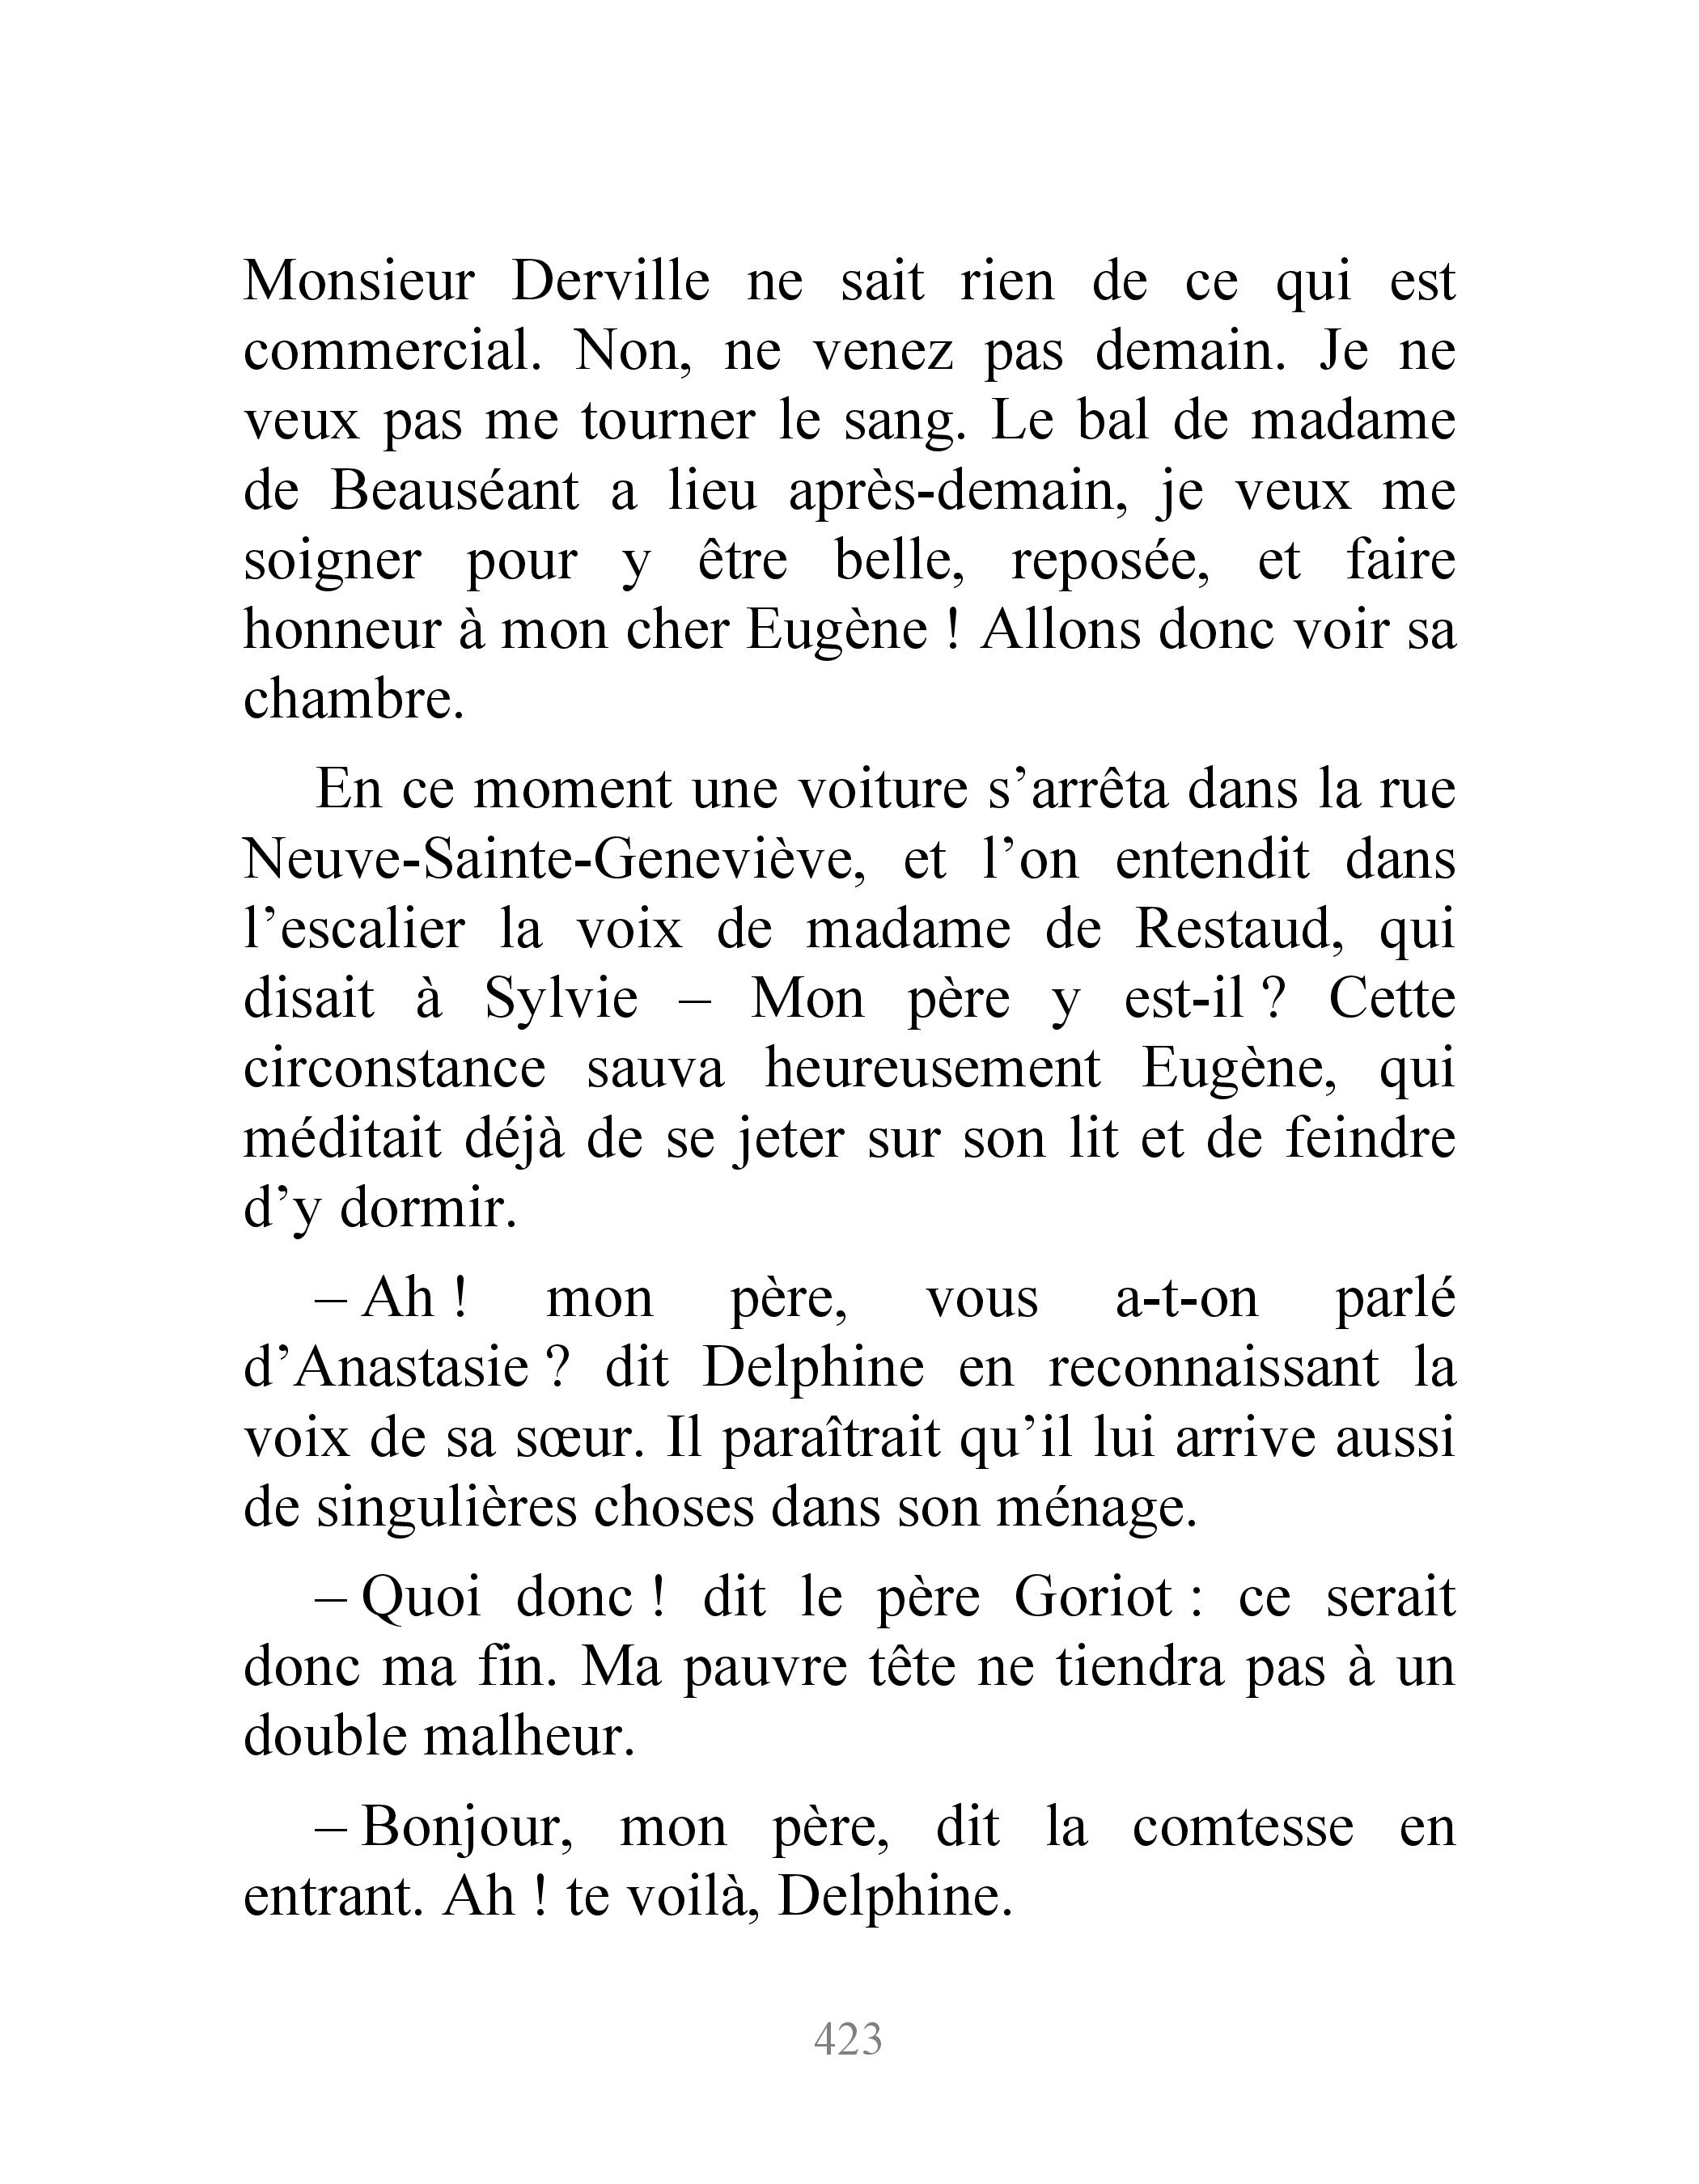 Monsieur Derville ne sait rien de ce qui est
commercial. Non, ne venez pas demain. Je ne
veux pas me tourner le sang. Le bal de madame
de Beauséant a lieu après-demain, je veux me
soigner pour y être belle, reposée, et faire
honneur à mon cher Eugène ! Allons donc voir sa
chambre.
En ce moment une voiture s’arrêta dans la rue
Neuve-Sainte-Geneviève, et l’on entendit dans
l’escalier la voix de madame de Restaud, qui
disait à Sylvie – Mon père y est-il ? Cette
circonstance sauva heureusement Eugène, qui
méditait déjà de se jeter sur son lit et de feindre
d’y dormir.
– Ah ! mon père, vous a-t-on parlé
d’Anastasie ? dit Delphine en reconnaissant la
voix de sa sœur. Il paraîtrait qu’il lui arrive aussi
de singulières choses dans son ménage.
– Quoi donc ! dit le père Goriot : ce serait
donc ma fin. Ma pauvre tête ne tiendra pas à un
double malheur.
– Bonjour, mon père, dit la comtesse en
entrant. Ah ! te voilà, Delphine.
423